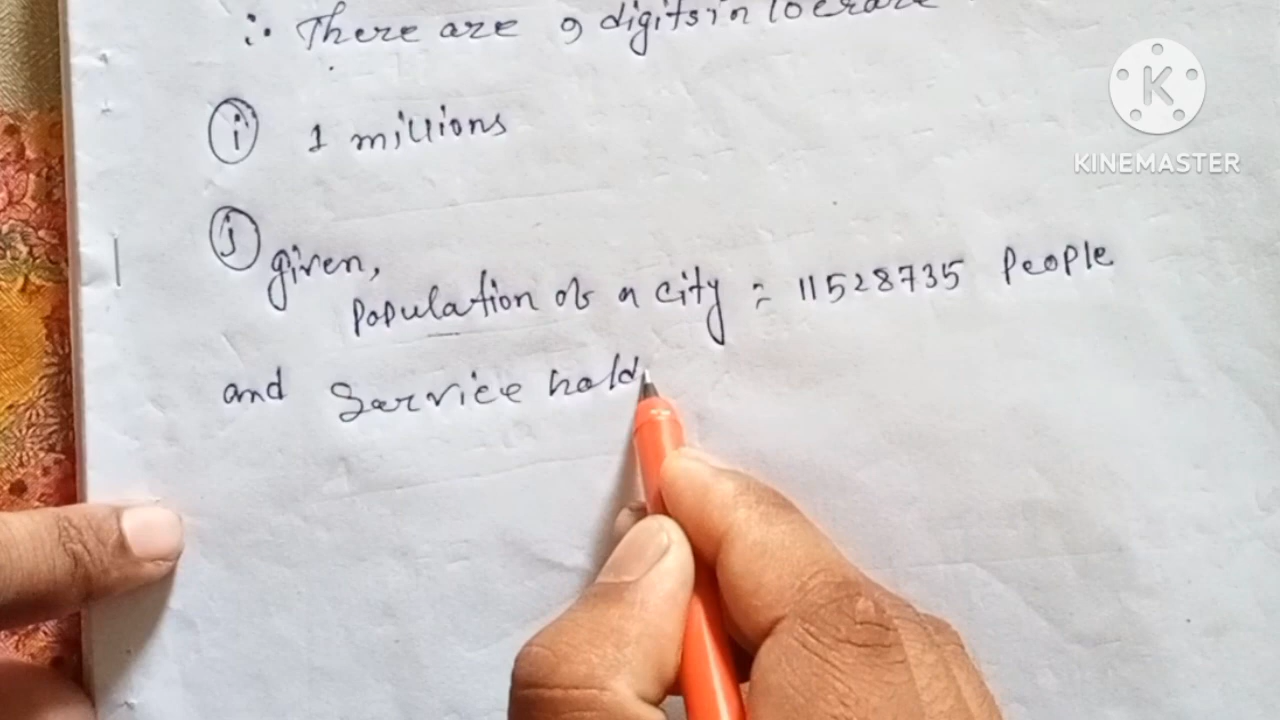 ∴ There are 9 digits in 10 crore
K
KINEMASTER
i 1 millions
j given,
Population of a city = 11528735 People
and Service hold